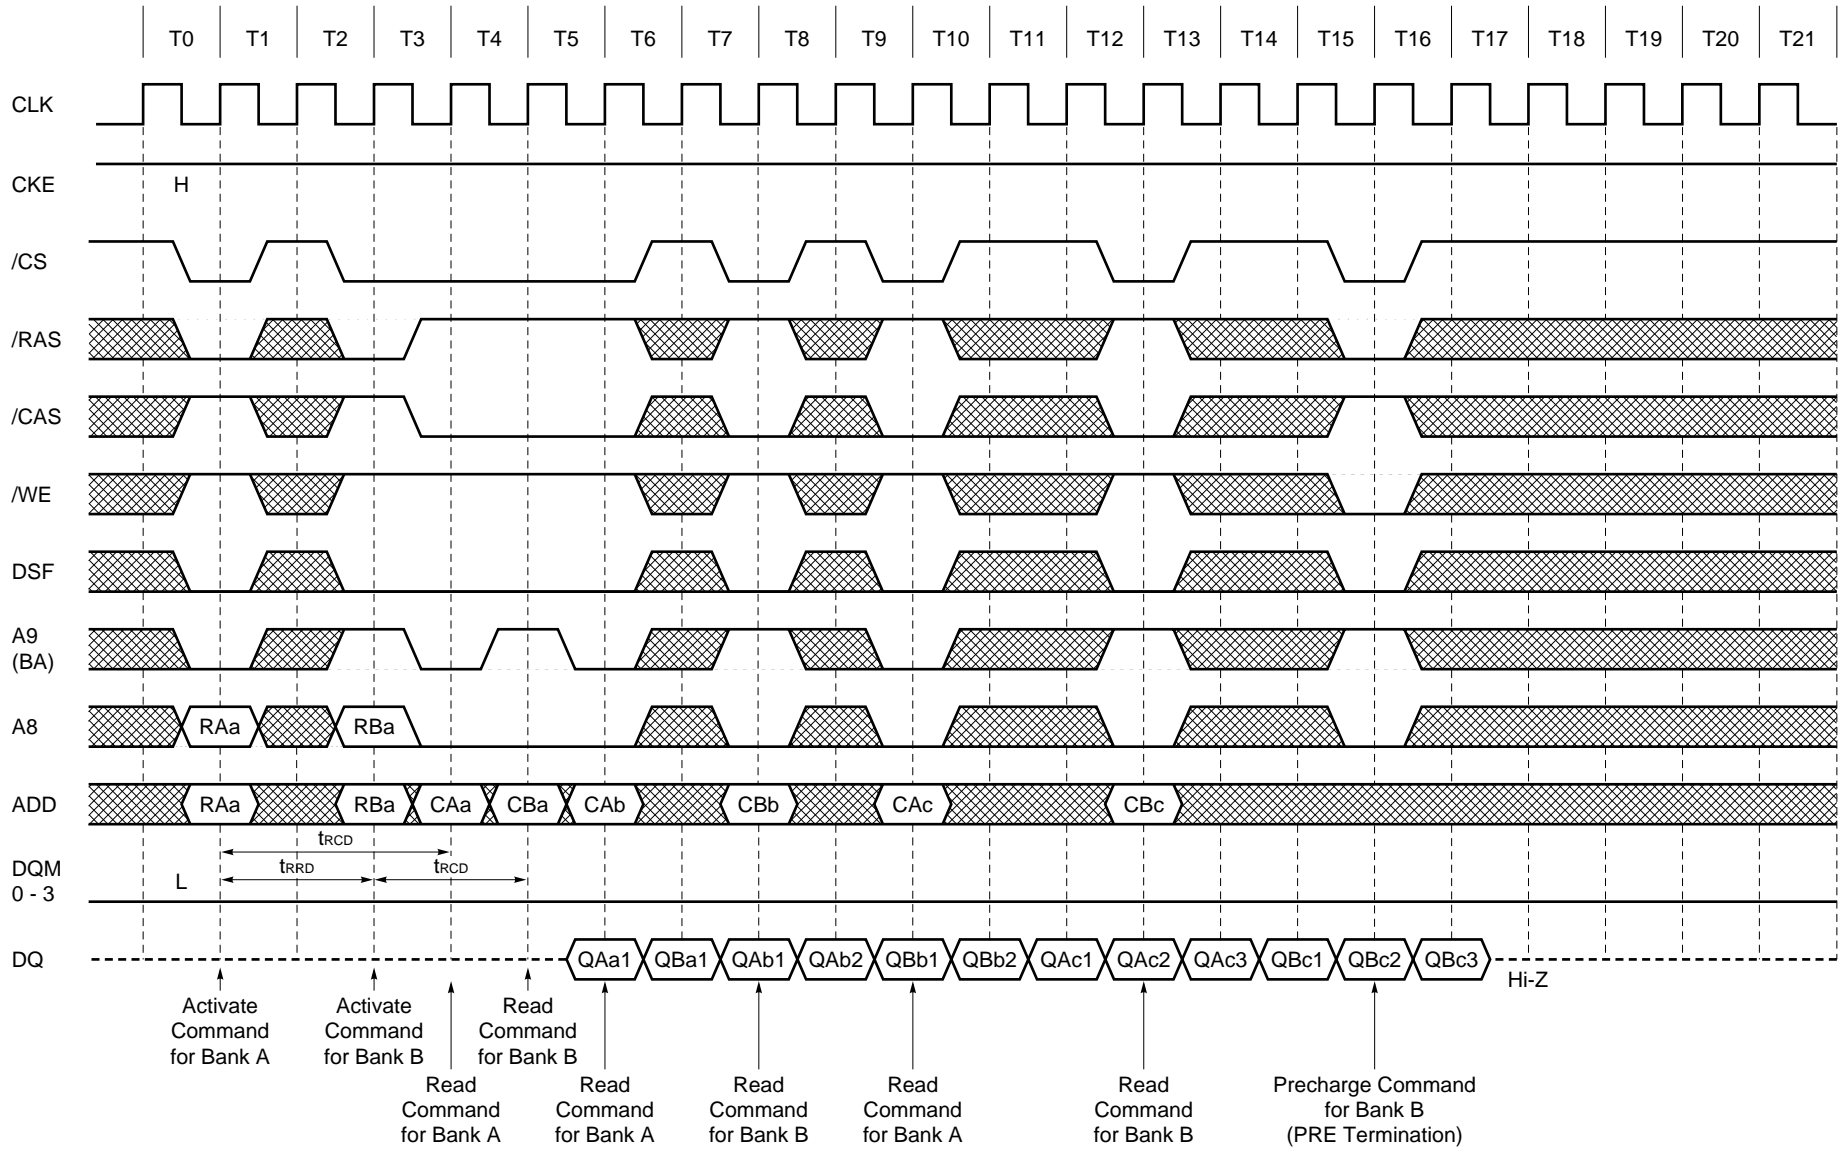 T0 T1 T2 T3 T4 T5 T6 T7 T8 T9 T10 T11 T12 T13 T14 T15 T16 T17 T18 T19 T20 T21
CLK
CKE H
/CS
/RAS
/CAS
/WE
DSF
A9
(BA)
A8 RAa RBa
ADD RAa RBa CAa CBa CAb CBb CAc CBc
tRCD
tRRD tRCD
DQM
0 - 3 L
DQ QAa1 QBa1 QAb1 QAb2 QBb1 QBb2 QAc1 QAc2 QAc3 QBc1 QBc2 QBc3
Hi-Z
Activate
Command
for Bank A
Activate
Command
for Bank B
Read
Command
for Bank B
Read
Command
for Bank A
Read
Command
for Bank A
Read
Command
for Bank B
Read
Command
for Bank A
Read
Command
for Bank B
Precharge Command
for Bank B
(PRE Termination)